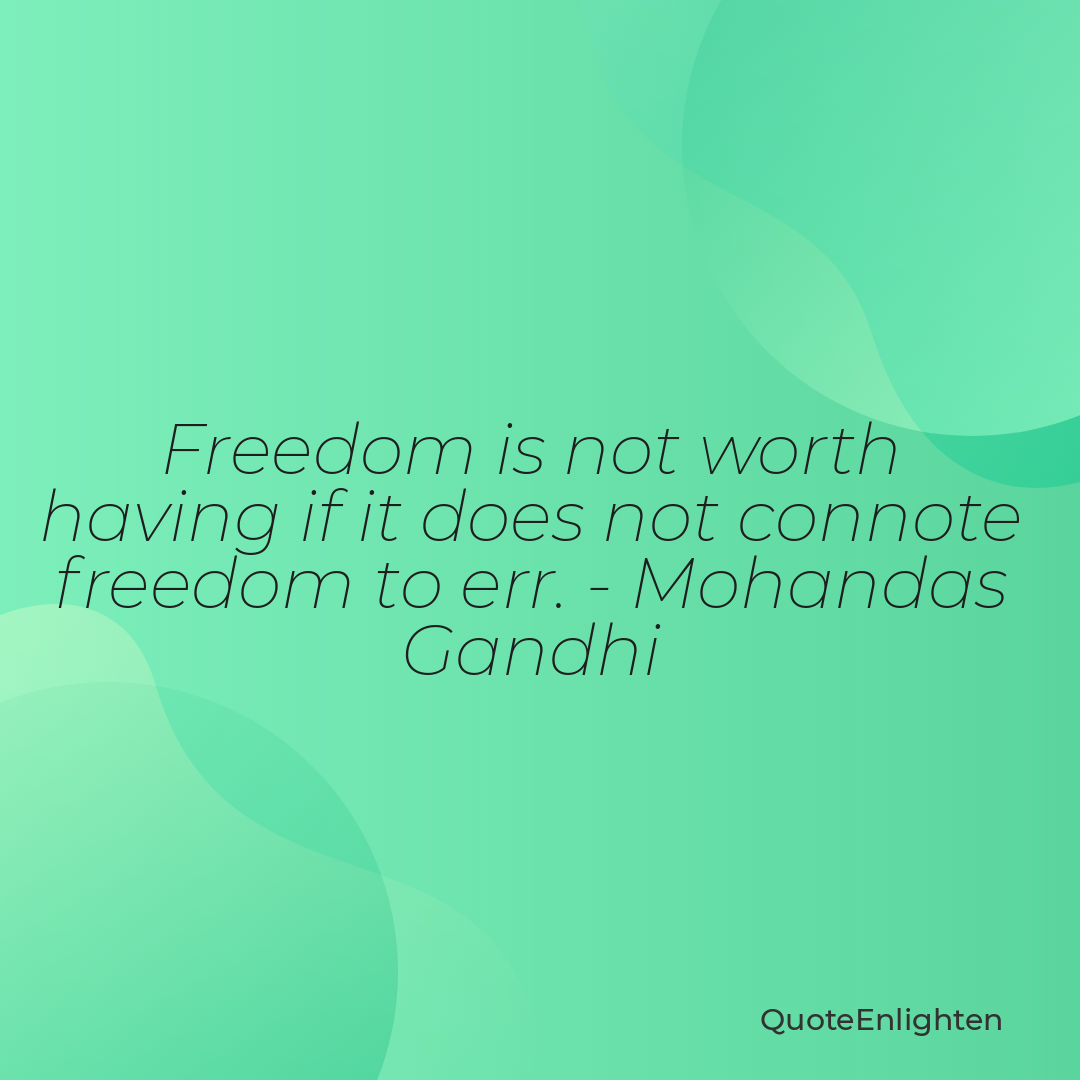 Freedom is not worth
having if it does not connote
freedom to err. - Mohandas
Gandhi
QuoteEnlighten